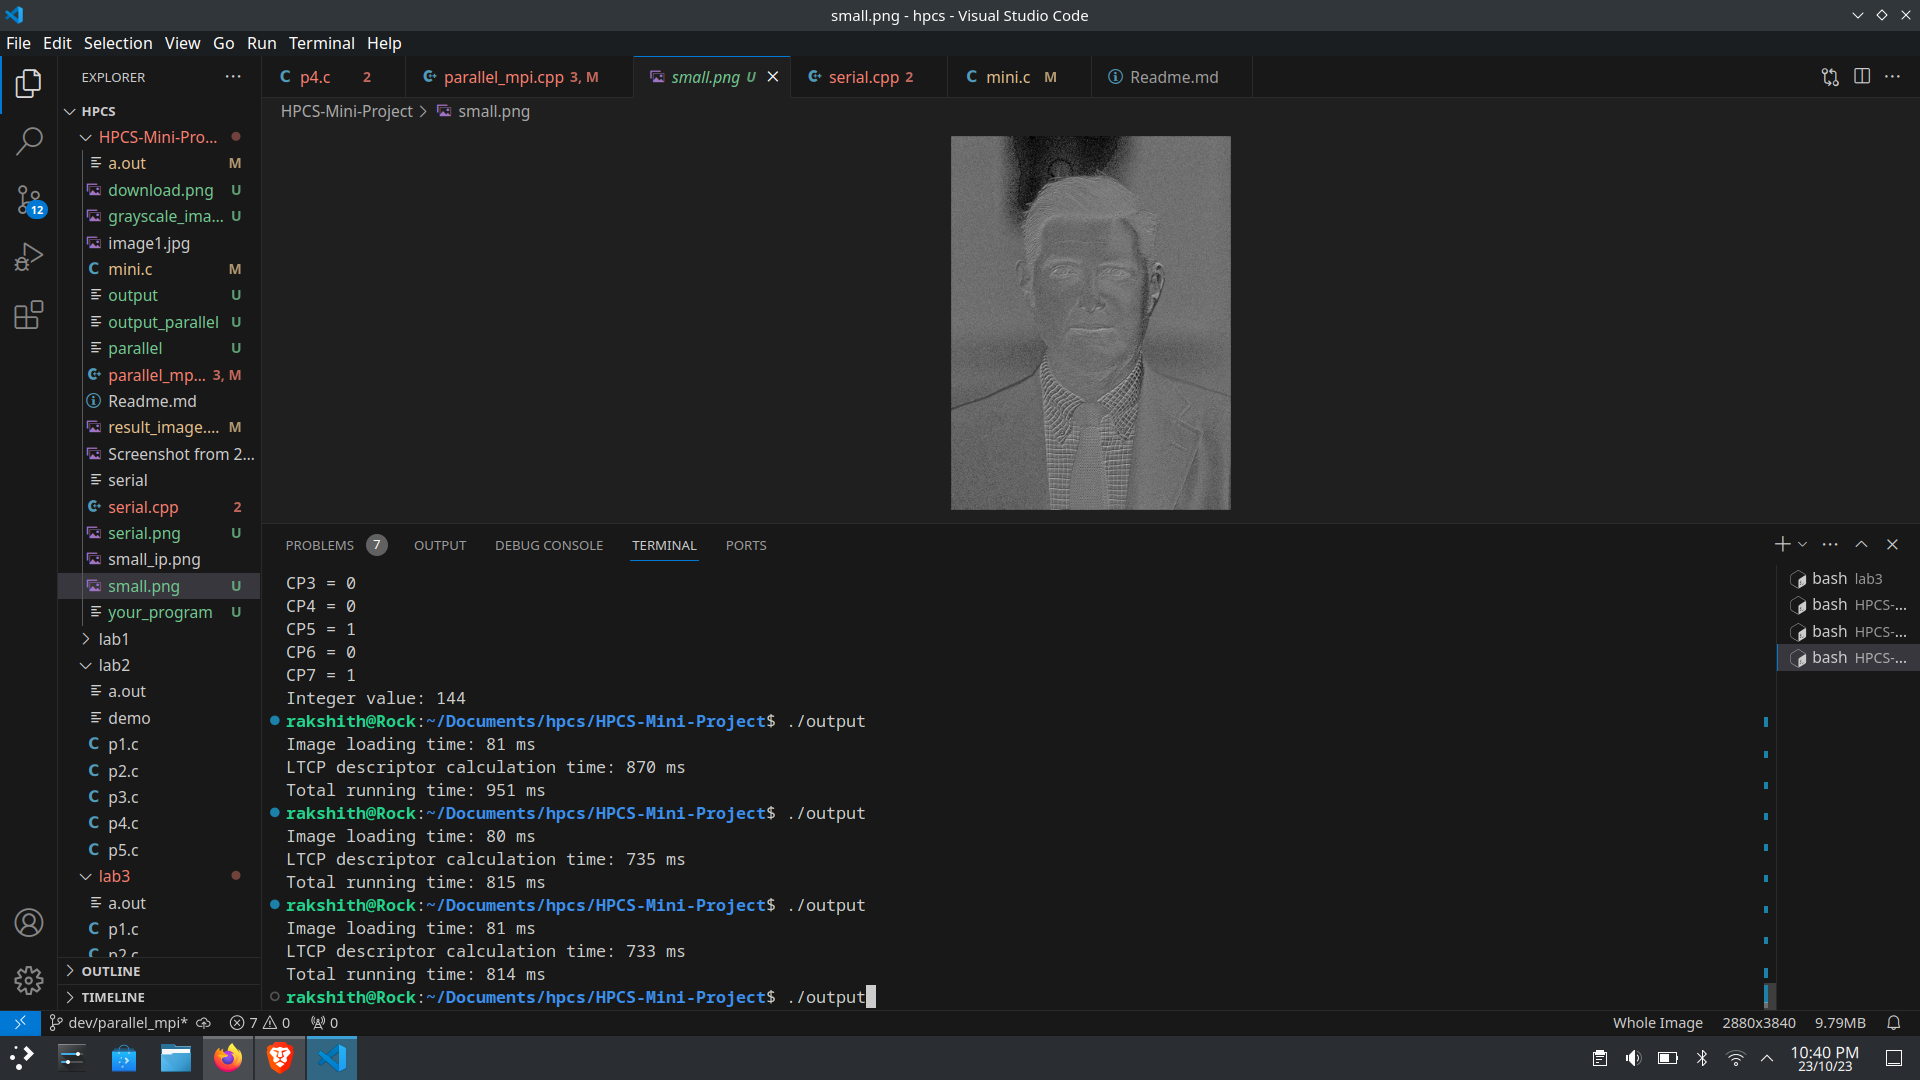 small.png - hpcs - Visual Studio Code
File Edit Selection View Go Run Terminal Help
EXPLORER
p4.c 2
parallel_mpi.cpp 3, M
small.png U
serial.cpp 2
mini.c M
Readme.md
HPCS-Mini-Project > small.png
HPCS
HPCS-Mini-Pro...
a.out M
download.png U
grayscale_ima... U
image1.jpg
mini.c M
output U
output_parallel U
parallel U
parallel_mp... 3, M
Readme.md
result_image.... M
Screenshot from 2...
serial
serial.cpp 2
serial.png U
small_ip.png
small.png U
your_program U
lab1
lab2
a.out
demo
p1.c
p2.c
p3.c
p4.c
p5.c
lab3
a.out
p1.c
p2.c
OUTLINE
TIMELINE
12
PROBLEMS 7 OUTPUT DEBUG CONSOLE TERMINAL PORTS
CP3 = 0
CP4 = 0
CP5 = 1
CP6 = 0
CP7 = 1
Integer value: 144
rakshith@Rock:~/Documents/hpcs/HPCS-Mini-Project$ ./output
Image loading time: 81 ms
LTCP descriptor calculation time: 870 ms
Total running time: 951 ms
rakshith@Rock:~/Documents/hpcs/HPCS-Mini-Project$ ./output
Image loading time: 80 ms
LTCP descriptor calculation time: 735 ms
Total running time: 815 ms
rakshith@Rock:~/Documents/hpcs/HPCS-Mini-Project$ ./output
Image loading time: 81 ms
LTCP descriptor calculation time: 733 ms
Total running time: 814 ms
rakshith@Rock:~/Documents/hpcs/HPCS-Mini-Project$ ./output
bash lab3
bash HPCS-...
bash HPCS-...
bash HPCS-...
dev/parallel_mpi* 7 0 0
Whole Image 2880x3840 9.79MB
10:40 PM
23/10/23